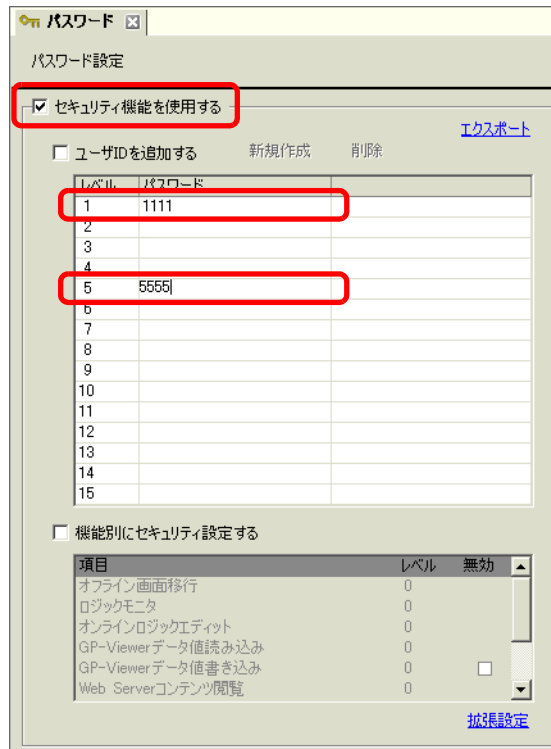 パスワード
パスワード設定
セキュリティ機能を使用する
エクスポート
ユーザIDを追加する 新規作成 削除
レベル パスワード
1 1111
2
3
4
5 5555
6
7
8
9
10
11
12
13
14
15
機能別にセキュリティ設定する
項目 レベル 無効
オフライン画面移行 0
ロジックモニタ 0
オンラインロジックエディット 0
GP-Viewerデータ値読み込み 0
GP-Viewerデータ値書き込み 0
Web Serverコンテンツ閲覧 0
拡張設定